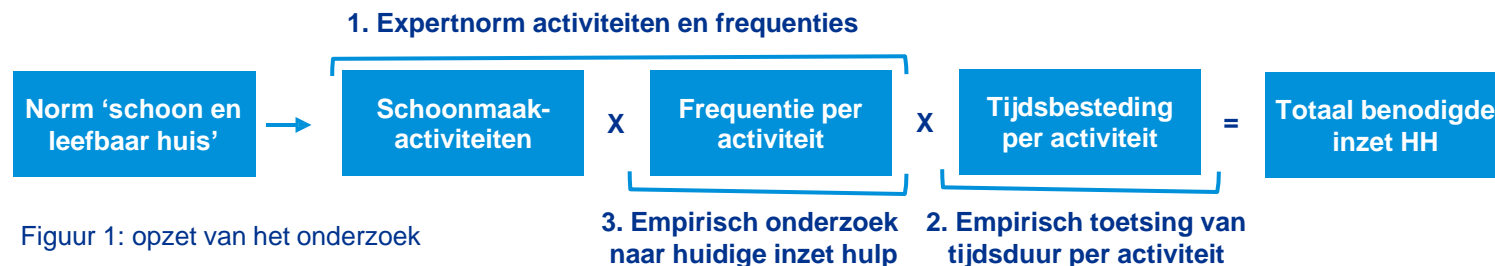 1. Expertnorm activiteiten en frequenties
Norm ‘schoon en
leefbaar huis’
Schoonmaak-
activiteiten
X
Frequentie per
activiteit
X
Tijdsbesteding
per activiteit
=
Totaal benodigde
inzet HH
3. Empirisch onderzoek
naar huidige inzet hulp
2. Empirisch toetsing van
tijdsduur per activiteit
Figuur 1: opzet van het onderzoek